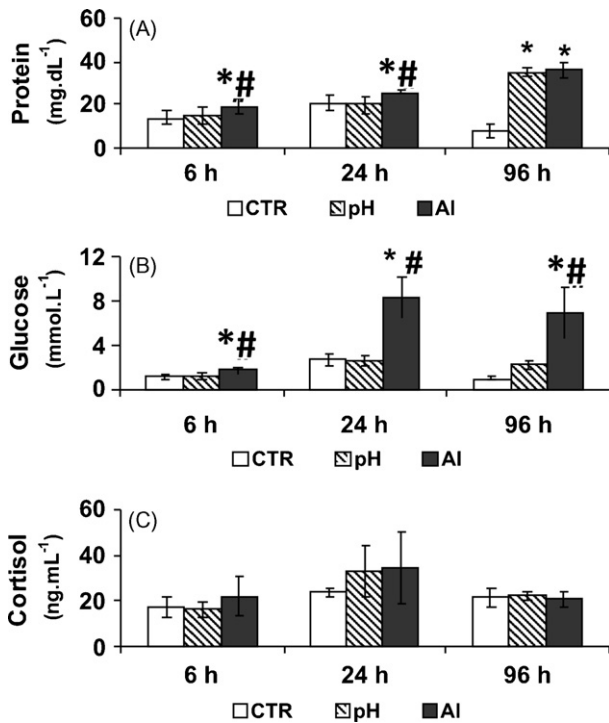 (A)
Protein
(mg.dL-1)
60
40
20
0
*#
*#
*
*
6 h 24 h 96 h
CTR pH Al
(B)
Glucose
(mmol.L-1)
12
8
4
0
*#
* #
*#
6 h 24 h 96 h
CTR pH Al
(C)
Cortisol
(ng.mL-1)
60
40
20
0
6 h 24 h 96 h
CTR pH Al